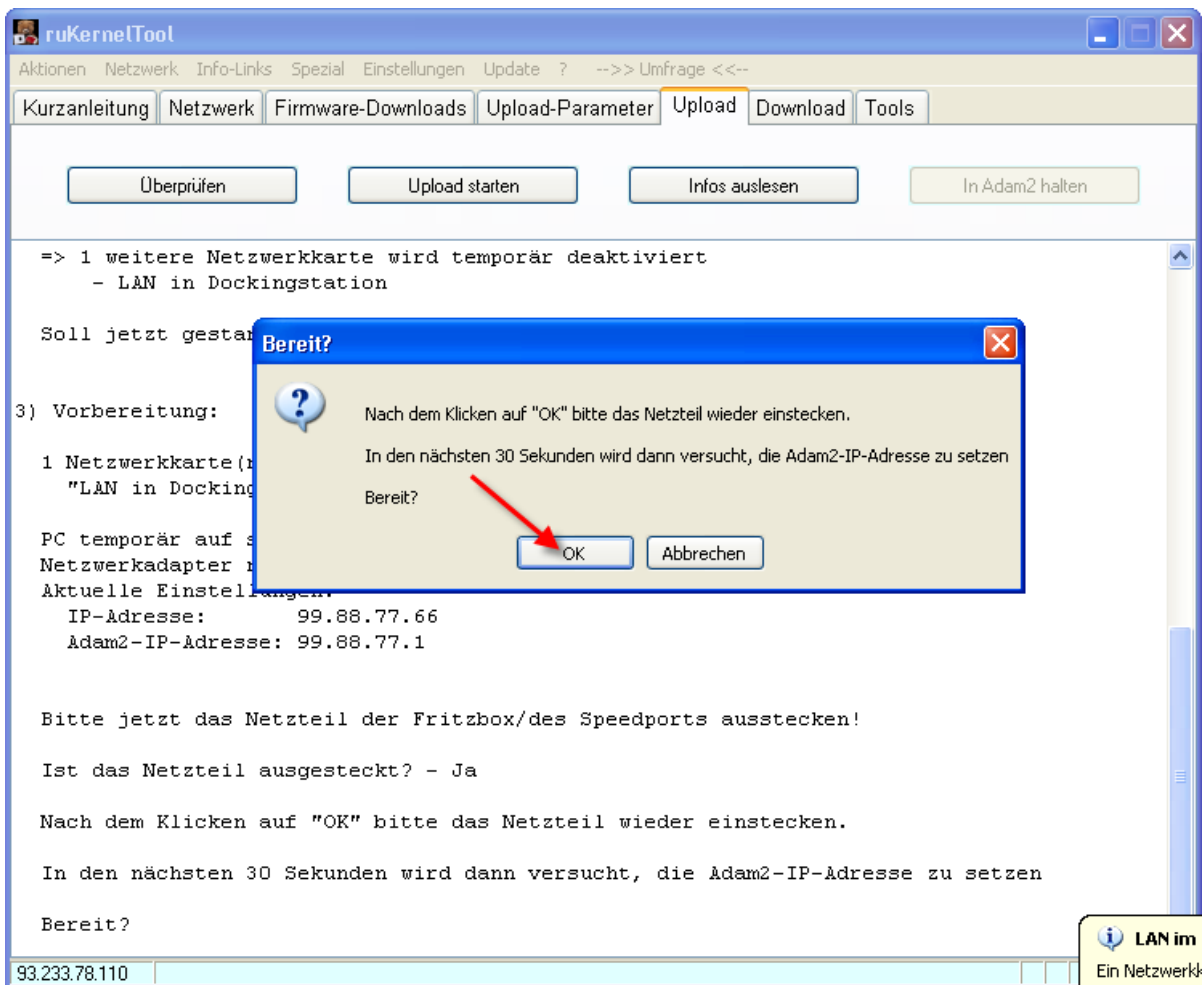 ruKernelTool
Aktionen Netzwerk Info-Links Spezial Einstellungen Update ? -->> Umfrage <<--
Kurzanleitung Netzwerk Firmware-Downloads Upload-Parameter Upload Download Tools
Überprüfen Upload starten Infos auslesen In Adam2 halten
=> 1 weitere Netzwerkkarte wird temporär deaktiviert
- LAN in Dockingstation
Soll jetzt
Bereit?
Nach dem Klicken auf "OK" bitte das Netzteil wieder einstecken.
In den nächsten 30 Sekunden wird dann versucht, die Adam2-IP-Adresse zu setzen
Bereit?
OK Abbrechen
3) Vorbereitung:
1
"LAN in
PC temporär auf
Netzwerkadapter
Aktuelle
IP-Adresse: 99.88.77.66
Adam2-IP-Adresse: 99.88.77.1
Bitte jetzt das Netzteil der Fritzbox/des Speedports ausstecken!
Ist das Netzteil ausgesteckt? - Ja
Nach dem Klicken auf "OK" bitte das Netzteil wieder einstecken.
In den nächsten 30 Sekunden wird dann versucht, die Adam2-IP-Adresse zu setzen
Bereit?
LAN im
Ein
93.233.78.110